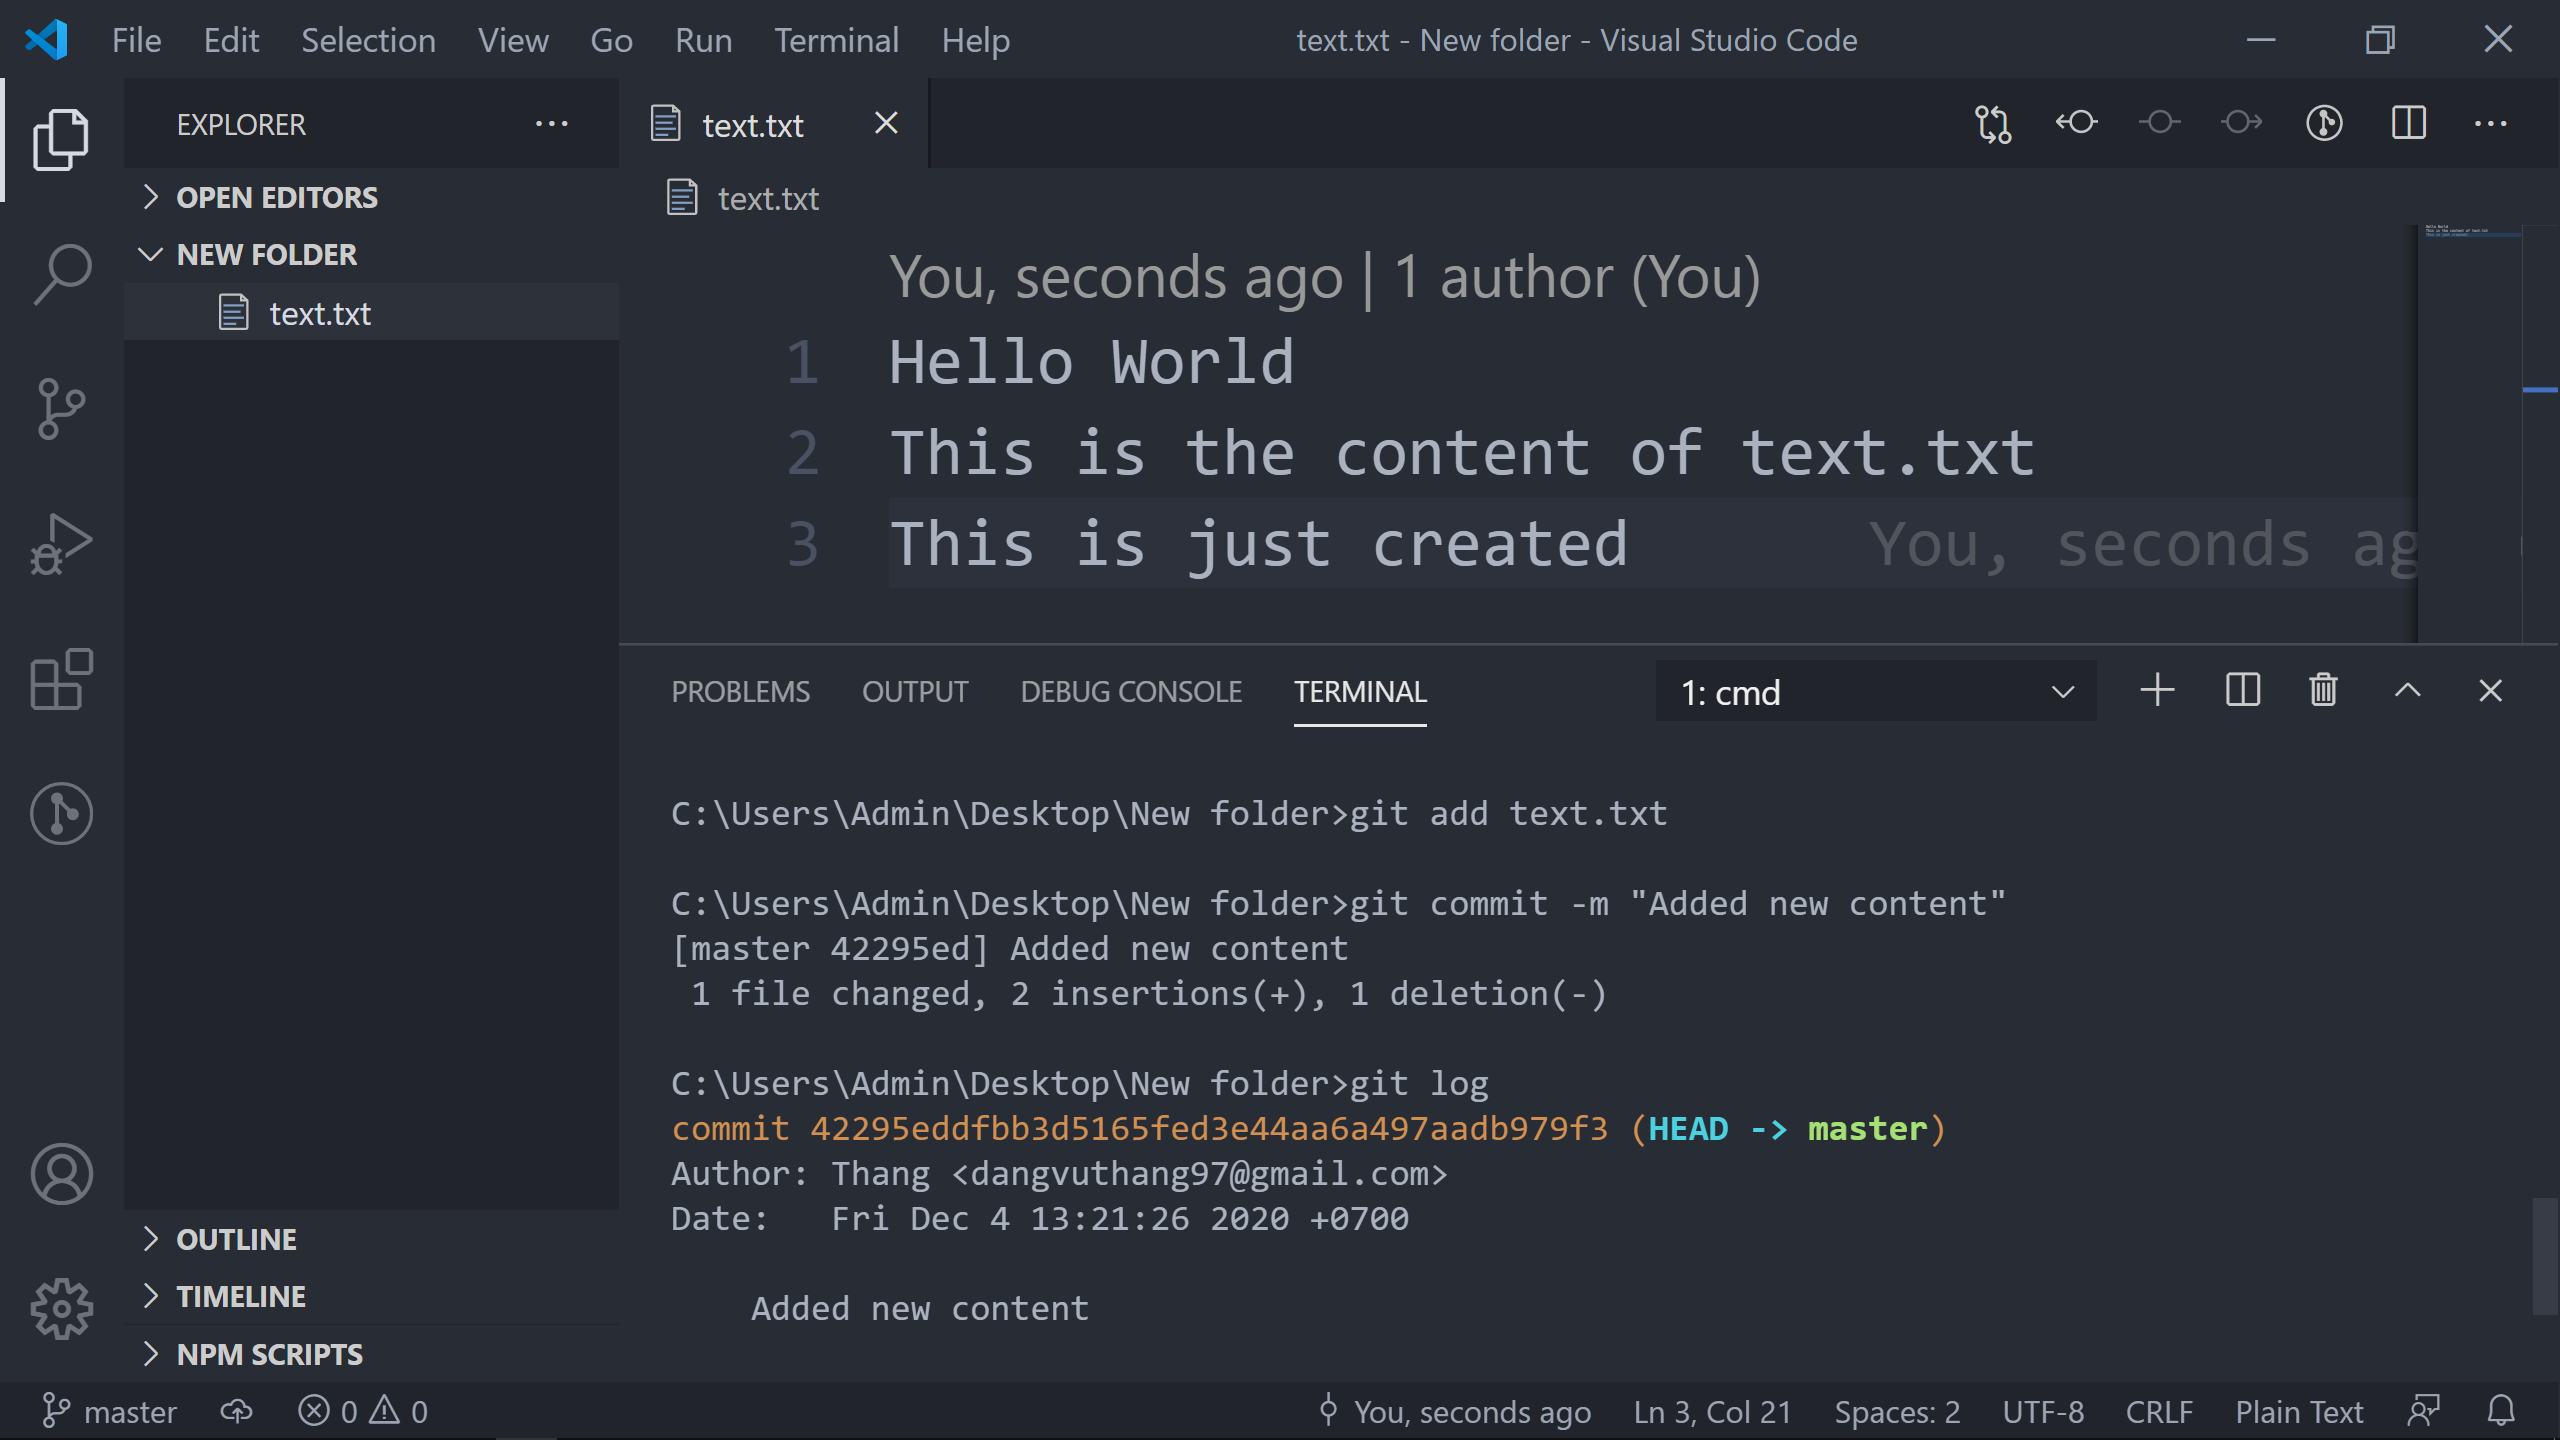 File Edit Selection View Go Run Terminal Help
text.txt - New folder - Visual Studio Code
EXPLORER
OPEN EDITORS
NEW FOLDER
text.txt
OUTLINE
TIMELINE
NPM SCRIPTS
text.txt
text.txt
You, seconds ago | 1 author (You)
1 Hello World
2 This is the content of text.txt
3 This is just created You, seconds ag
PROBLEMS OUTPUT DEBUG CONSOLE TERMINAL 1: cmd
C:\Users\Admin\Desktop\New folder>git add text.txt
C:\Users\Admin\Desktop\New folder>git commit -m "Added new content"
[master 42295ed] Added new content
1 file changed, 2 insertions(+), 1 deletion(-)
C:\Users\Admin\Desktop\New folder>git log
commit 42295eddfbb3d5165fed3e44aa6a497aadb979f3 (HEAD -> master)
Author: Thang <dangvuthang97@gmail.com>
Date: Fri Dec 4 13:21:26 2020 +0700
Added new content
master 0 0 You, seconds ago Ln 3, Col 21 Spaces: 2 UTF-8 CRLF Plain Text